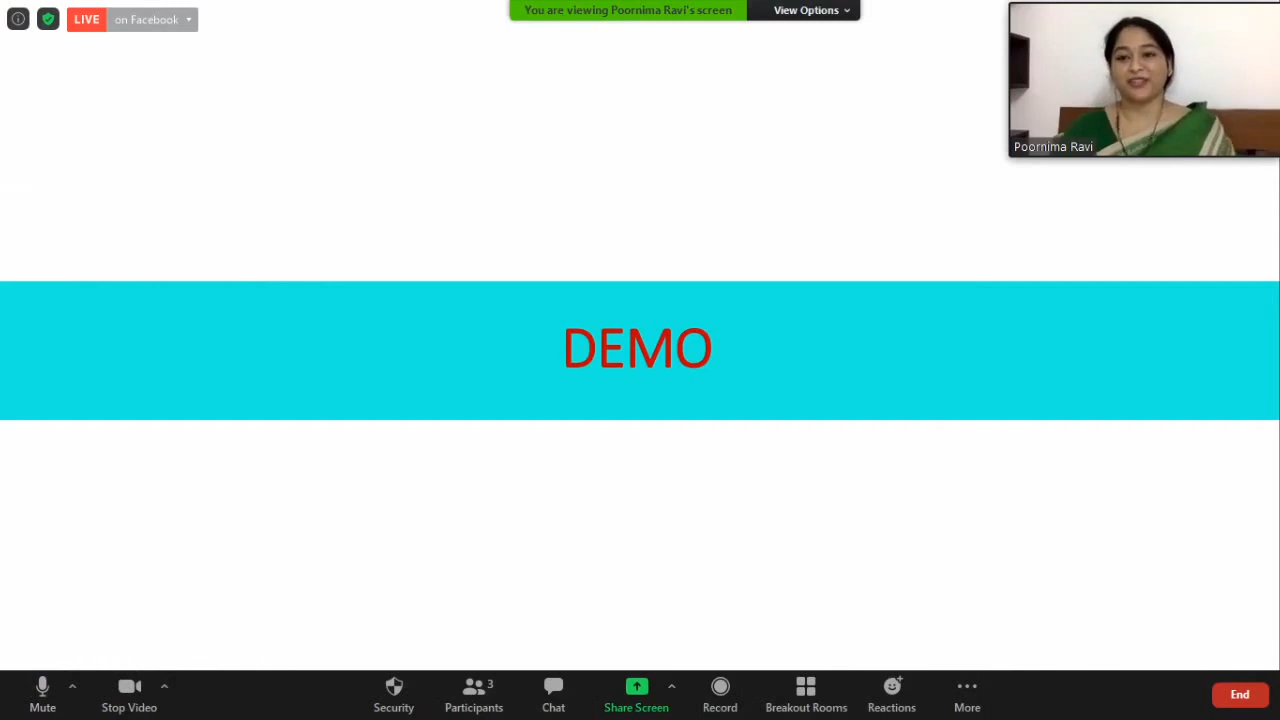 LIVE on Facebook
You are viewing Poornima Ravi's screen
View Options
Poornima Ravi
DEMO
3
Mute
Stop Video
Security
Participants
Chat
Share Screen
Record
Breakout Rooms
Reactions
More
End